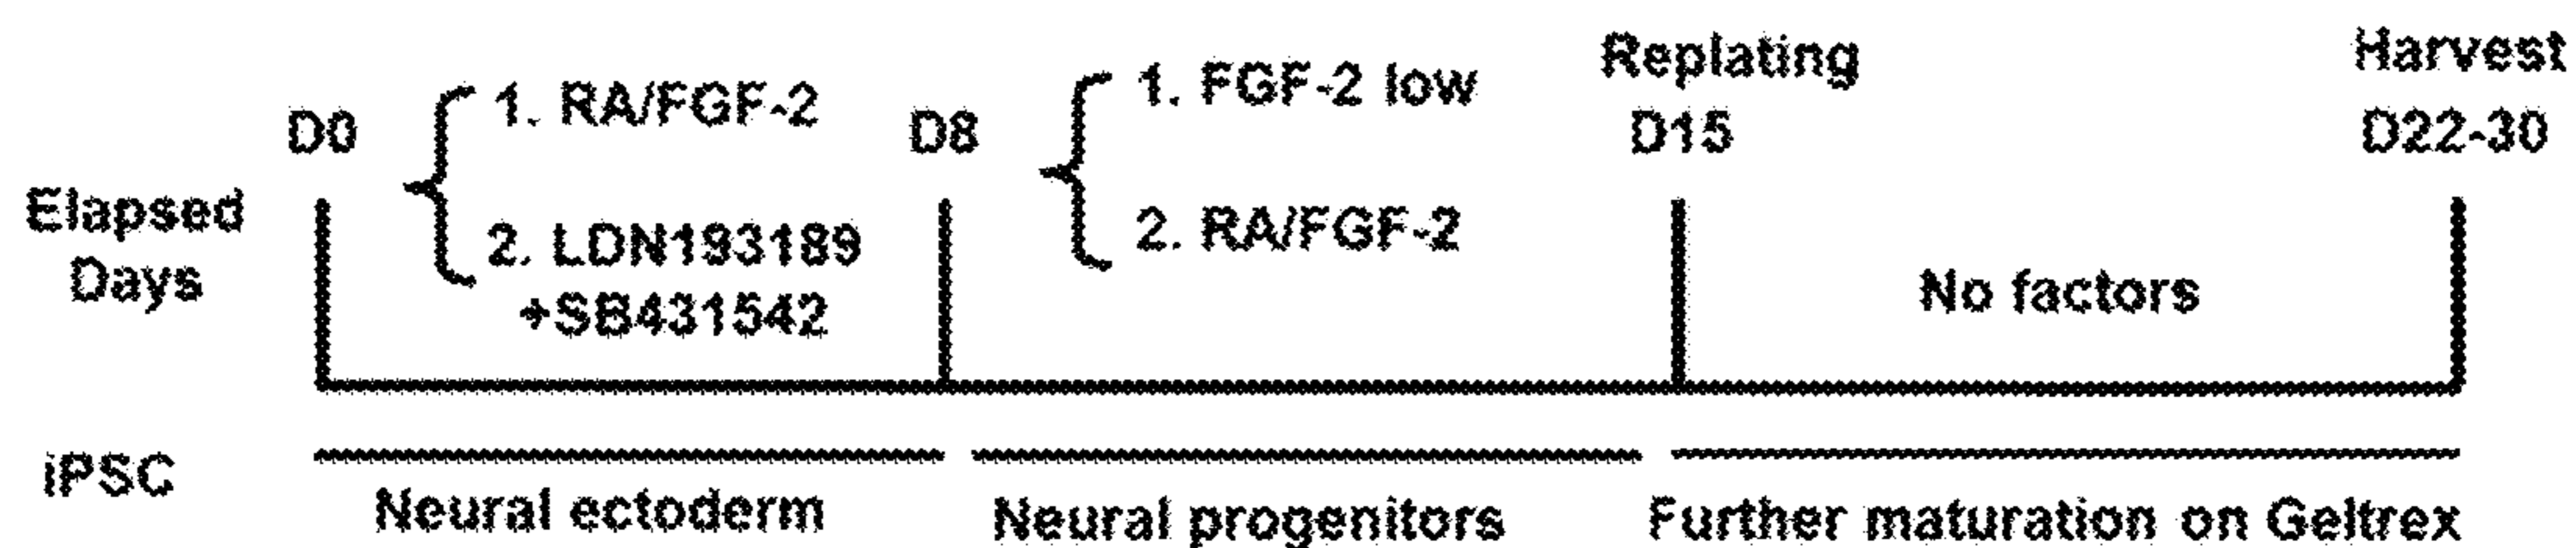 Elapsed
Days
D0
1. RA/FGF-2
2. LDN193189
+SB431542
D8
1. FGF-2 low
2. RA/FGF-2
Replating
D15
No factors
Harvest
D22-30
iPSC
Neural ectoderm
Neural progenitors
Further maturation on Geltrex